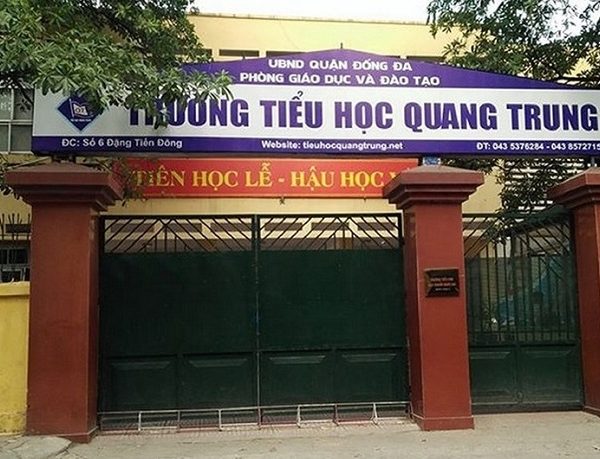 UBND QUẬN ĐỐNG ĐA
PHÒNG GIÁO DỤC VÀ ĐÀO TẠO
TRƯỜNG TIỂU HỌC QUANG TRUNG
ĐC: Số 6 Đặng Tiến Đông Website: tieuhocquangtrung.net ĐT: 043 5376284 - 043 8572715
TIÊN HỌC LỄ - HẬU HỌC